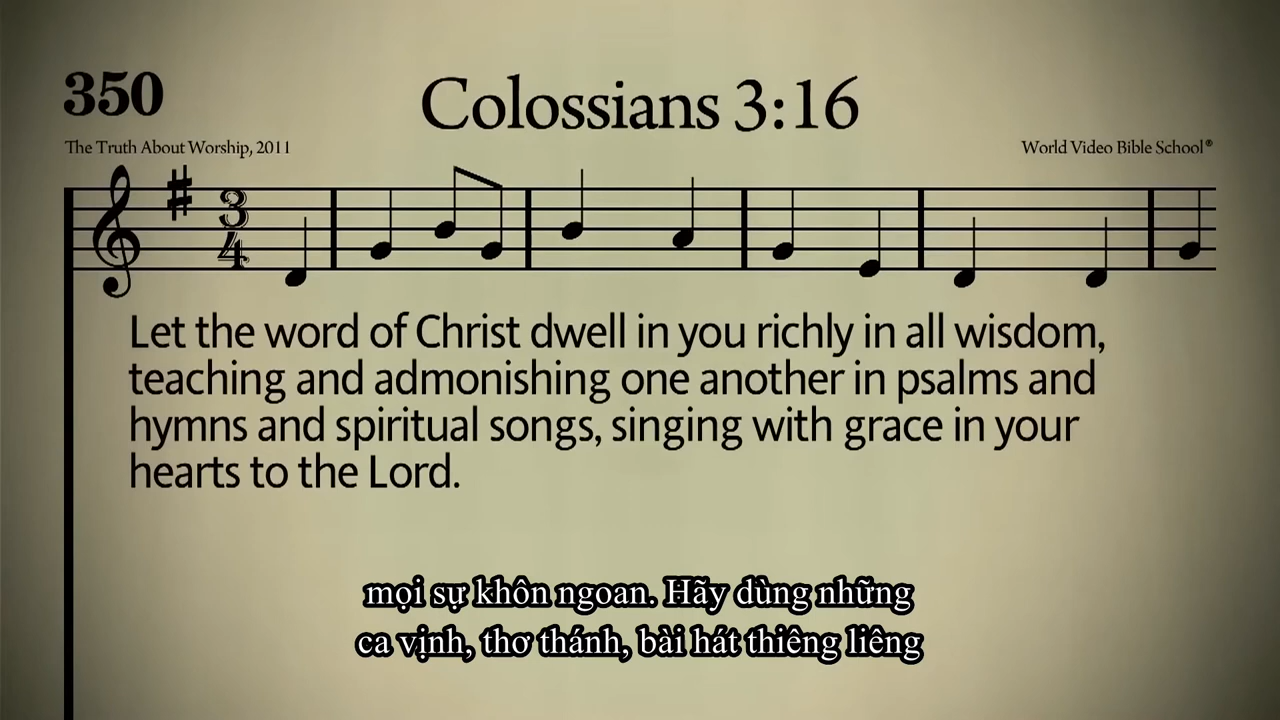 350
Colossians 3:16
The Truth About Worship, 2011
World Video Bible School®
3
4
Let the word of Christ dwell in you richly in all wisdom,
teaching and admonishing one another in psalms and
hymns and spiritual songs, singing with grace in your
hearts to the Lord.
mọi sự khôn ngoan. Hãy dùng những
ca vịnh, thơ thánh, bài hát thiêng liêng